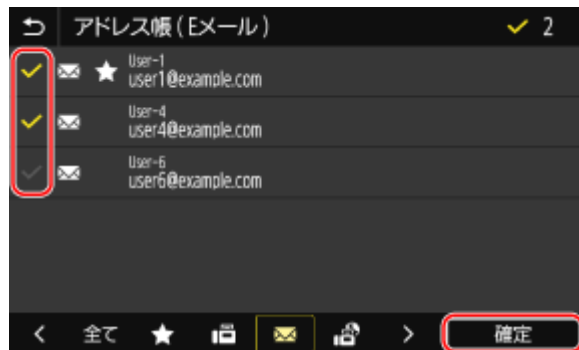 アドレス帳(Eメール) 2
User-1
user1@example.com
User-4
user4@example.com
User-6
user6@example.com
全て 確定